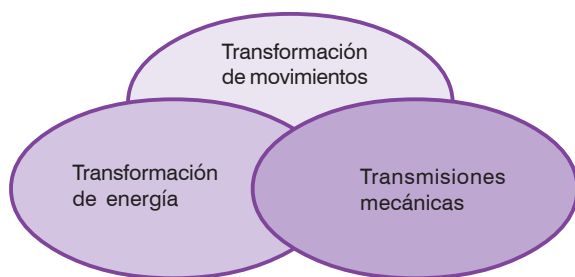 Transformación
de movimientos
Transformación
de energía
Transmisiones
mecánicas